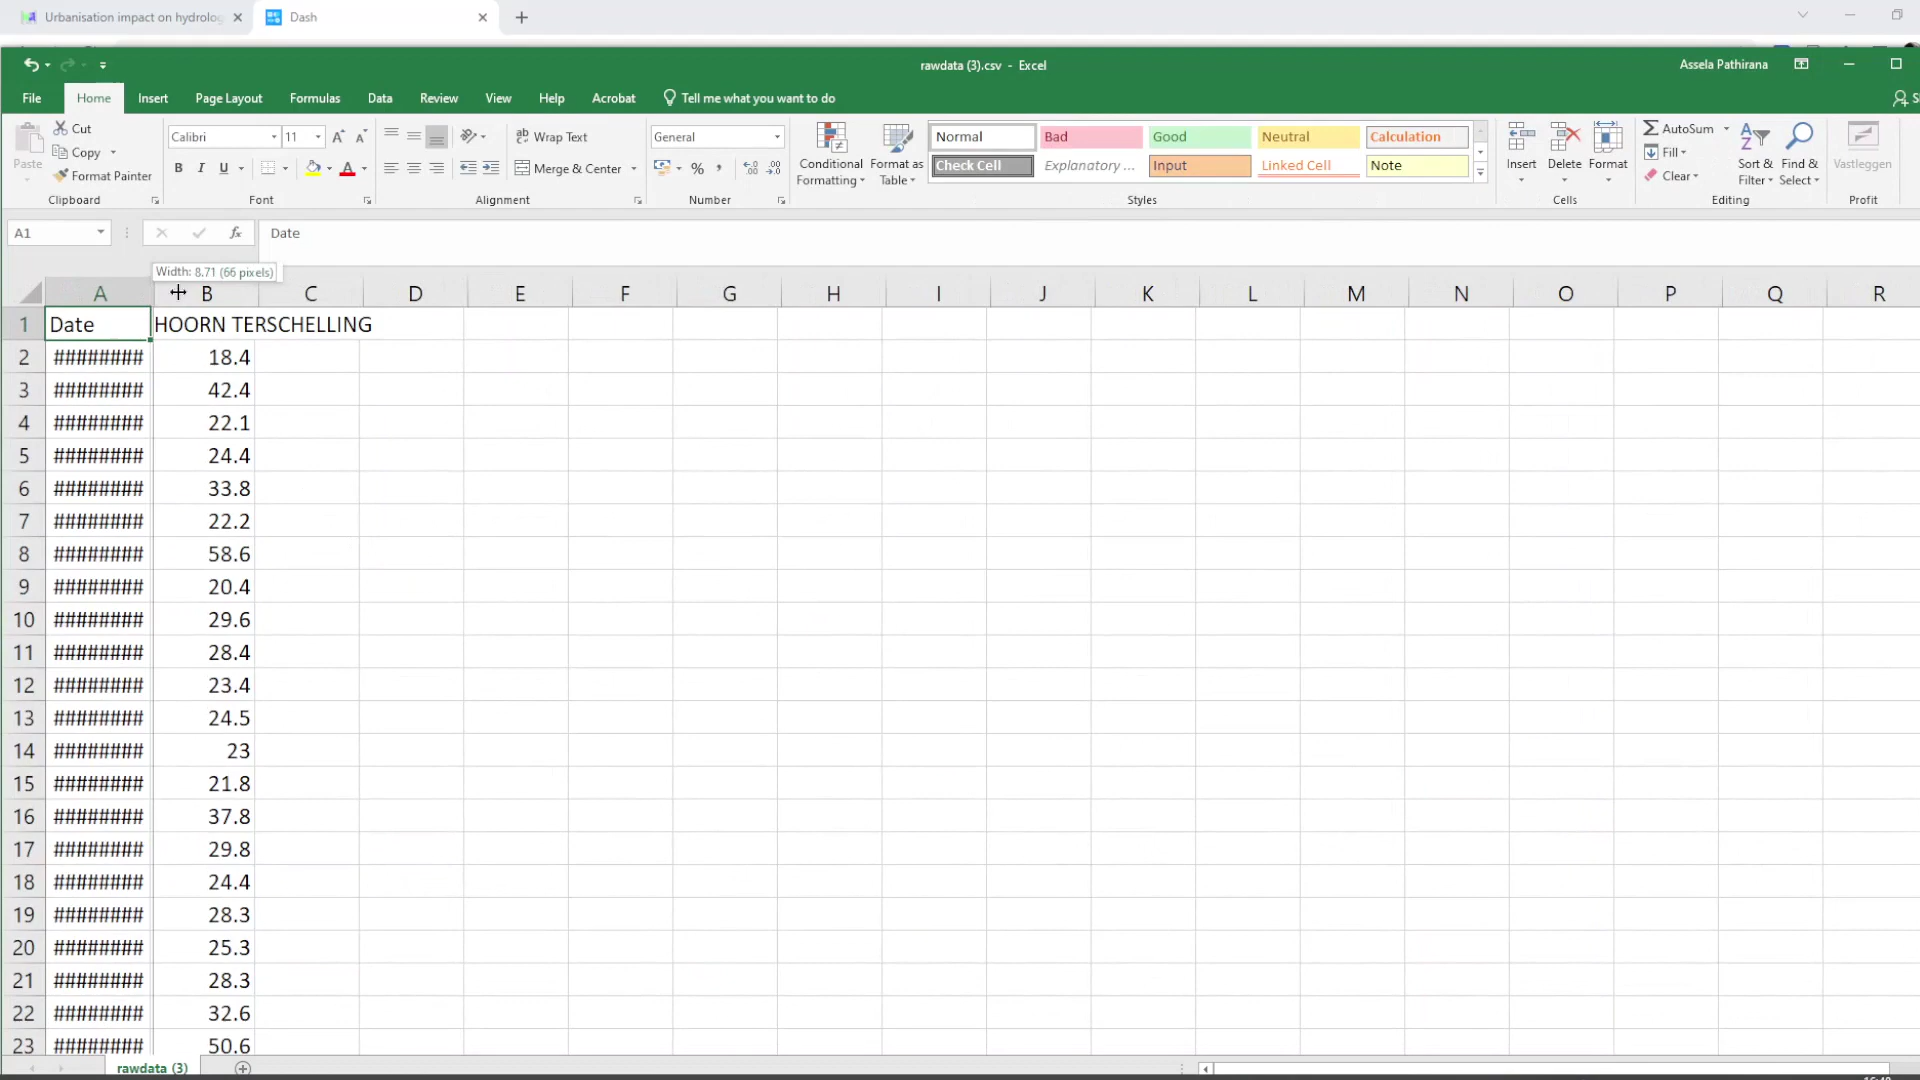 Urbanisation impact on hydrolog
Dash
rawdata (3).csv - Excel
Assela Pathirana
File Home Insert Page Layout Formulas Data Review View Help Acrobat Tell me what you want to do
Paste
Cut
Copy
Format Painter
Clipboard
Calibri 11
B I U
Font
Wrap Text
Merge & Center
Alignment
General
%
Number
Conditional Formatting
Format as Table
Normal Bad Good Neutral Calculation
Check Cell Explanatory ... Input Linked Cell Note
Styles
Insert Delete Format
Cells
AutoSum
Fill
Clear
Sort & Filter
Find & Select
Editing
Vastleggen
Profit
A1 fx Date
Width: 8.71 (66 pixels)
A B C D E F G H I J K L M N O P Q R
1 Date HOORN TERSCHELLING
2 ######## 18.4
3 ######## 42.4
4 ######## 22.1
5 ######## 24.4
6 ######## 33.8
7 ######## 22.2
8 ######## 58.6
9 ######## 20.4
10 ######## 29.6
11 ######## 28.4
12 ######## 23.4
13 ######## 24.5
14 ######## 23
15 ######## 21.8
16 ######## 37.8
17 ######## 29.8
18 ######## 24.4
19 ######## 28.3
20 ######## 25.3
21 ######## 28.3
22 ######## 32.6
23 ######## 50.6
rawdata (3)